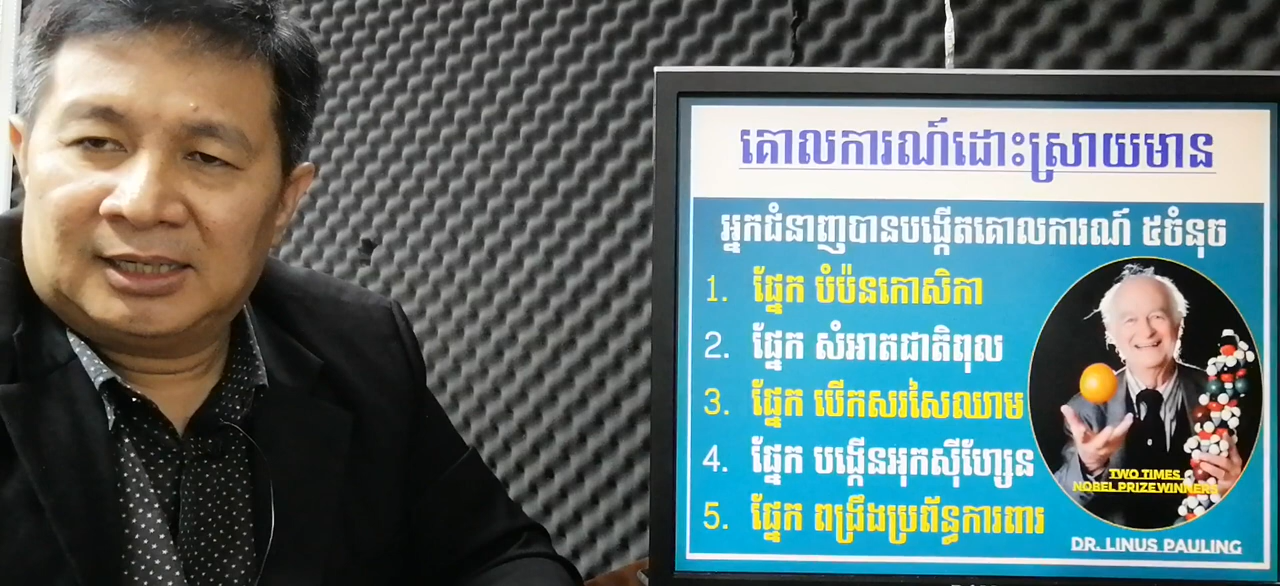 គោលការណ៍ដោះស្រាយមាន
អ្នកជំនាញបានបង្កើតគោលការណ៍ ៥ចំនុច
1. ផ្នែក បំប៉នកោសិកា
2. ផ្នែក សំអាតជាតិពុល
3. ផ្នែក បើកសរសៃឈាម
4. ផ្នែក បង្កើនអុកស៊ីហ្សែន
5. ផ្នែក ពង្រឹងប្រព័ន្ធការពារ
TWO TIMES
NOBEL PRIZE WINNERS
DR. LINUS PAULING